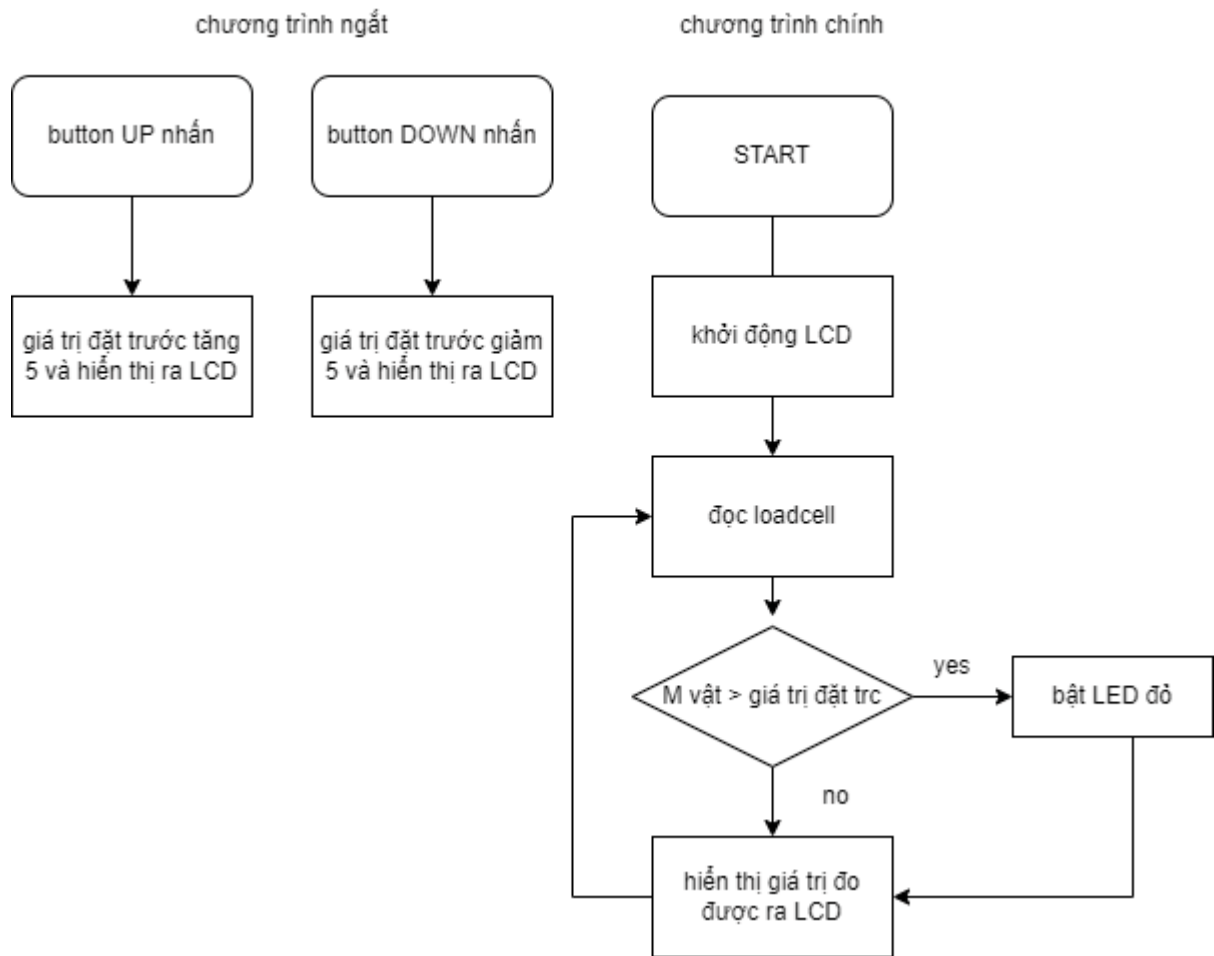 chương trình ngắt
chương trình chính
button UP nhấn
button DOWN nhấn
START
giá trị đặt trước tăng
5 và hiển thị ra LCD
giá trị đặt trước giảm
5 và hiển thị ra LCD
khởi động LCD
đọc loadcell
M vật > giá trị đặt trc
yes
bật LED đỏ
no
hiển thị giá trị đo
được ra LCD